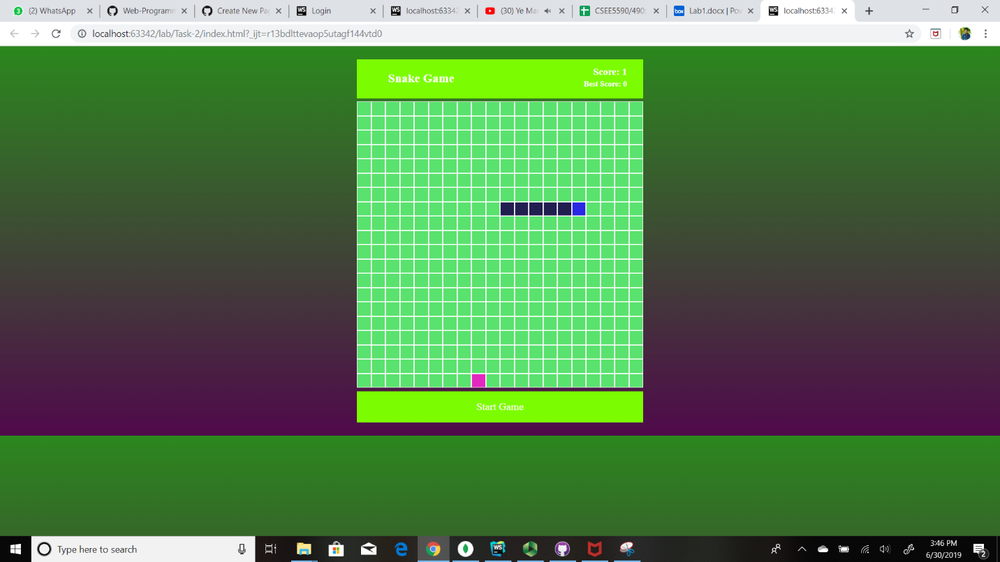 (2) WhatsApp
Web-Programm
Create New Pa
Login
localhost:6334
(30) Ye Ma
CSEE5590/490:
Lab1.docx | Po
localhost:6334
localhost:63342/lab/Task-2/index.html?_ijt=r13bdlttevaop5utagf144vtd0
Snake Game
Score: 1
Best Score: 0
Start Game
Type here to search
3:46 PM
6/30/2019
2